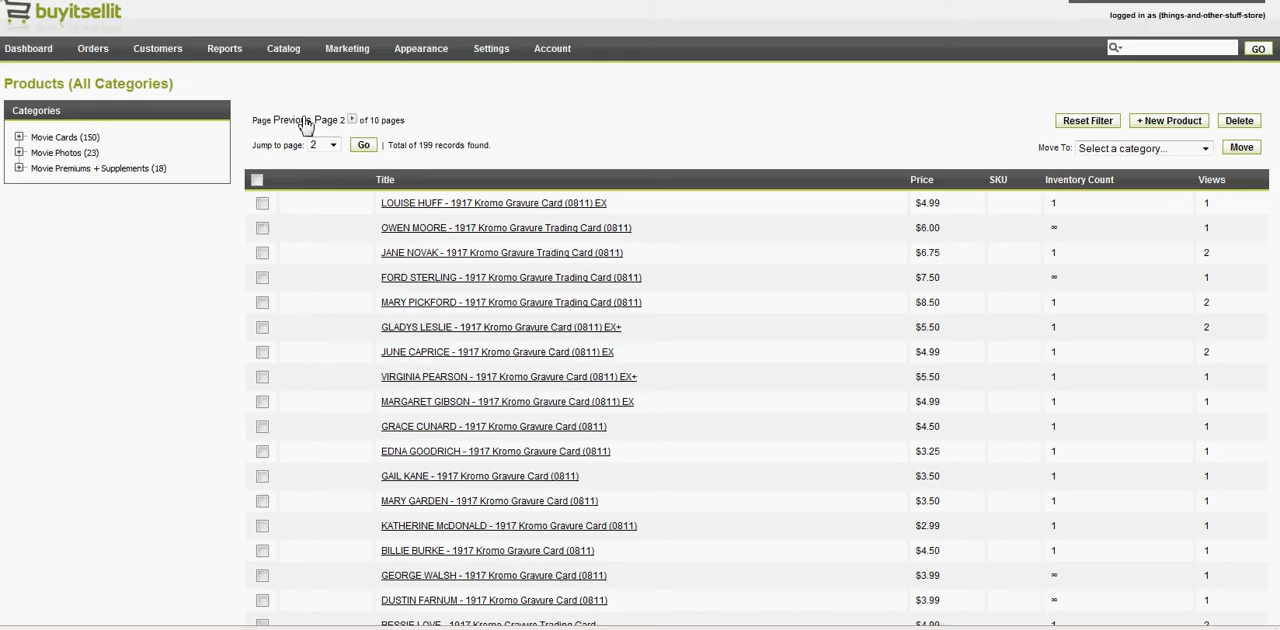 buyitsellit
logged in as (things-and-other-stuff-store)
Dashboard Orders Customers Reports Catalog Marketing Appearance Settings Account GO
Products (All Categories)
Categories
Movie Cards (150)
Movie Photos (23)
Movie Premiums + Supplements (18)
Page Previous Page 2 of 10 pages
Reset Filter + New Product Delete
Jump to page: 2 Go | Total of 199 records found.
Move To: Select a category... Move
Title Price SKU Inventory Count Views
LOUISE HUFF - 1917 Kromo Gravure Card (0811) EX $4.99 1 1
OWEN MOORE - 1917 Kromo Gravure Trading Card (0811) $6.00 ∞ 1
JANE NOVAK - 1917 Kromo Gravure Trading Card (0811) $6.75 1 2
FORD STERLING - 1917 Kromo Gravure Trading Card (0811) $7.50 ∞ 1
MARY PICKFORD - 1917 Kromo Gravure Trading Card (0811) $8.50 1 2
GLADYS LESLIE - 1917 Kromo Gravure Card (0811) EX+ $5.50 1 2
JUNE CAPRICE - 1917 Kromo Gravure Card (0811) EX $4.99 1 2
VIRGINIA PEARSON - 1917 Kromo Gravure Card (0811) EX+ $5.50 1 1
MARGARET GIBSON - 1917 Kromo Gravure Card (0811) EX $4.99 1 1
GRACE CUNARD - 1917 Kromo Gravure Card (0811) $4.50 1 1
EDNA GOODRICH - 1917 Kromo Gravure Card (0811) $3.25 1 1
GAIL KANE - 1917 Kromo Gravure Card (0811) $3.50 1 1
MARY GARDEN - 1917 Kromo Gravure Card (0811) $3.50 1 1
KATHERINE McDONALD - 1917 Kromo Gravure Card (0811) $2.99 1 1
BILLIE BURKE - 1917 Kromo Gravure Card (0811) $4.50 1 1
GEORGE WALSH - 1917 Kromo Gravure Card (0811) $3.99 ∞ 1
DUSTIN FARNUM - 1917 Kromo Gravure Card (0811) $3.99 ∞ 1
BESSIE LOVE - 1917 Kromo Gravure Trading Card $4.99 1 2